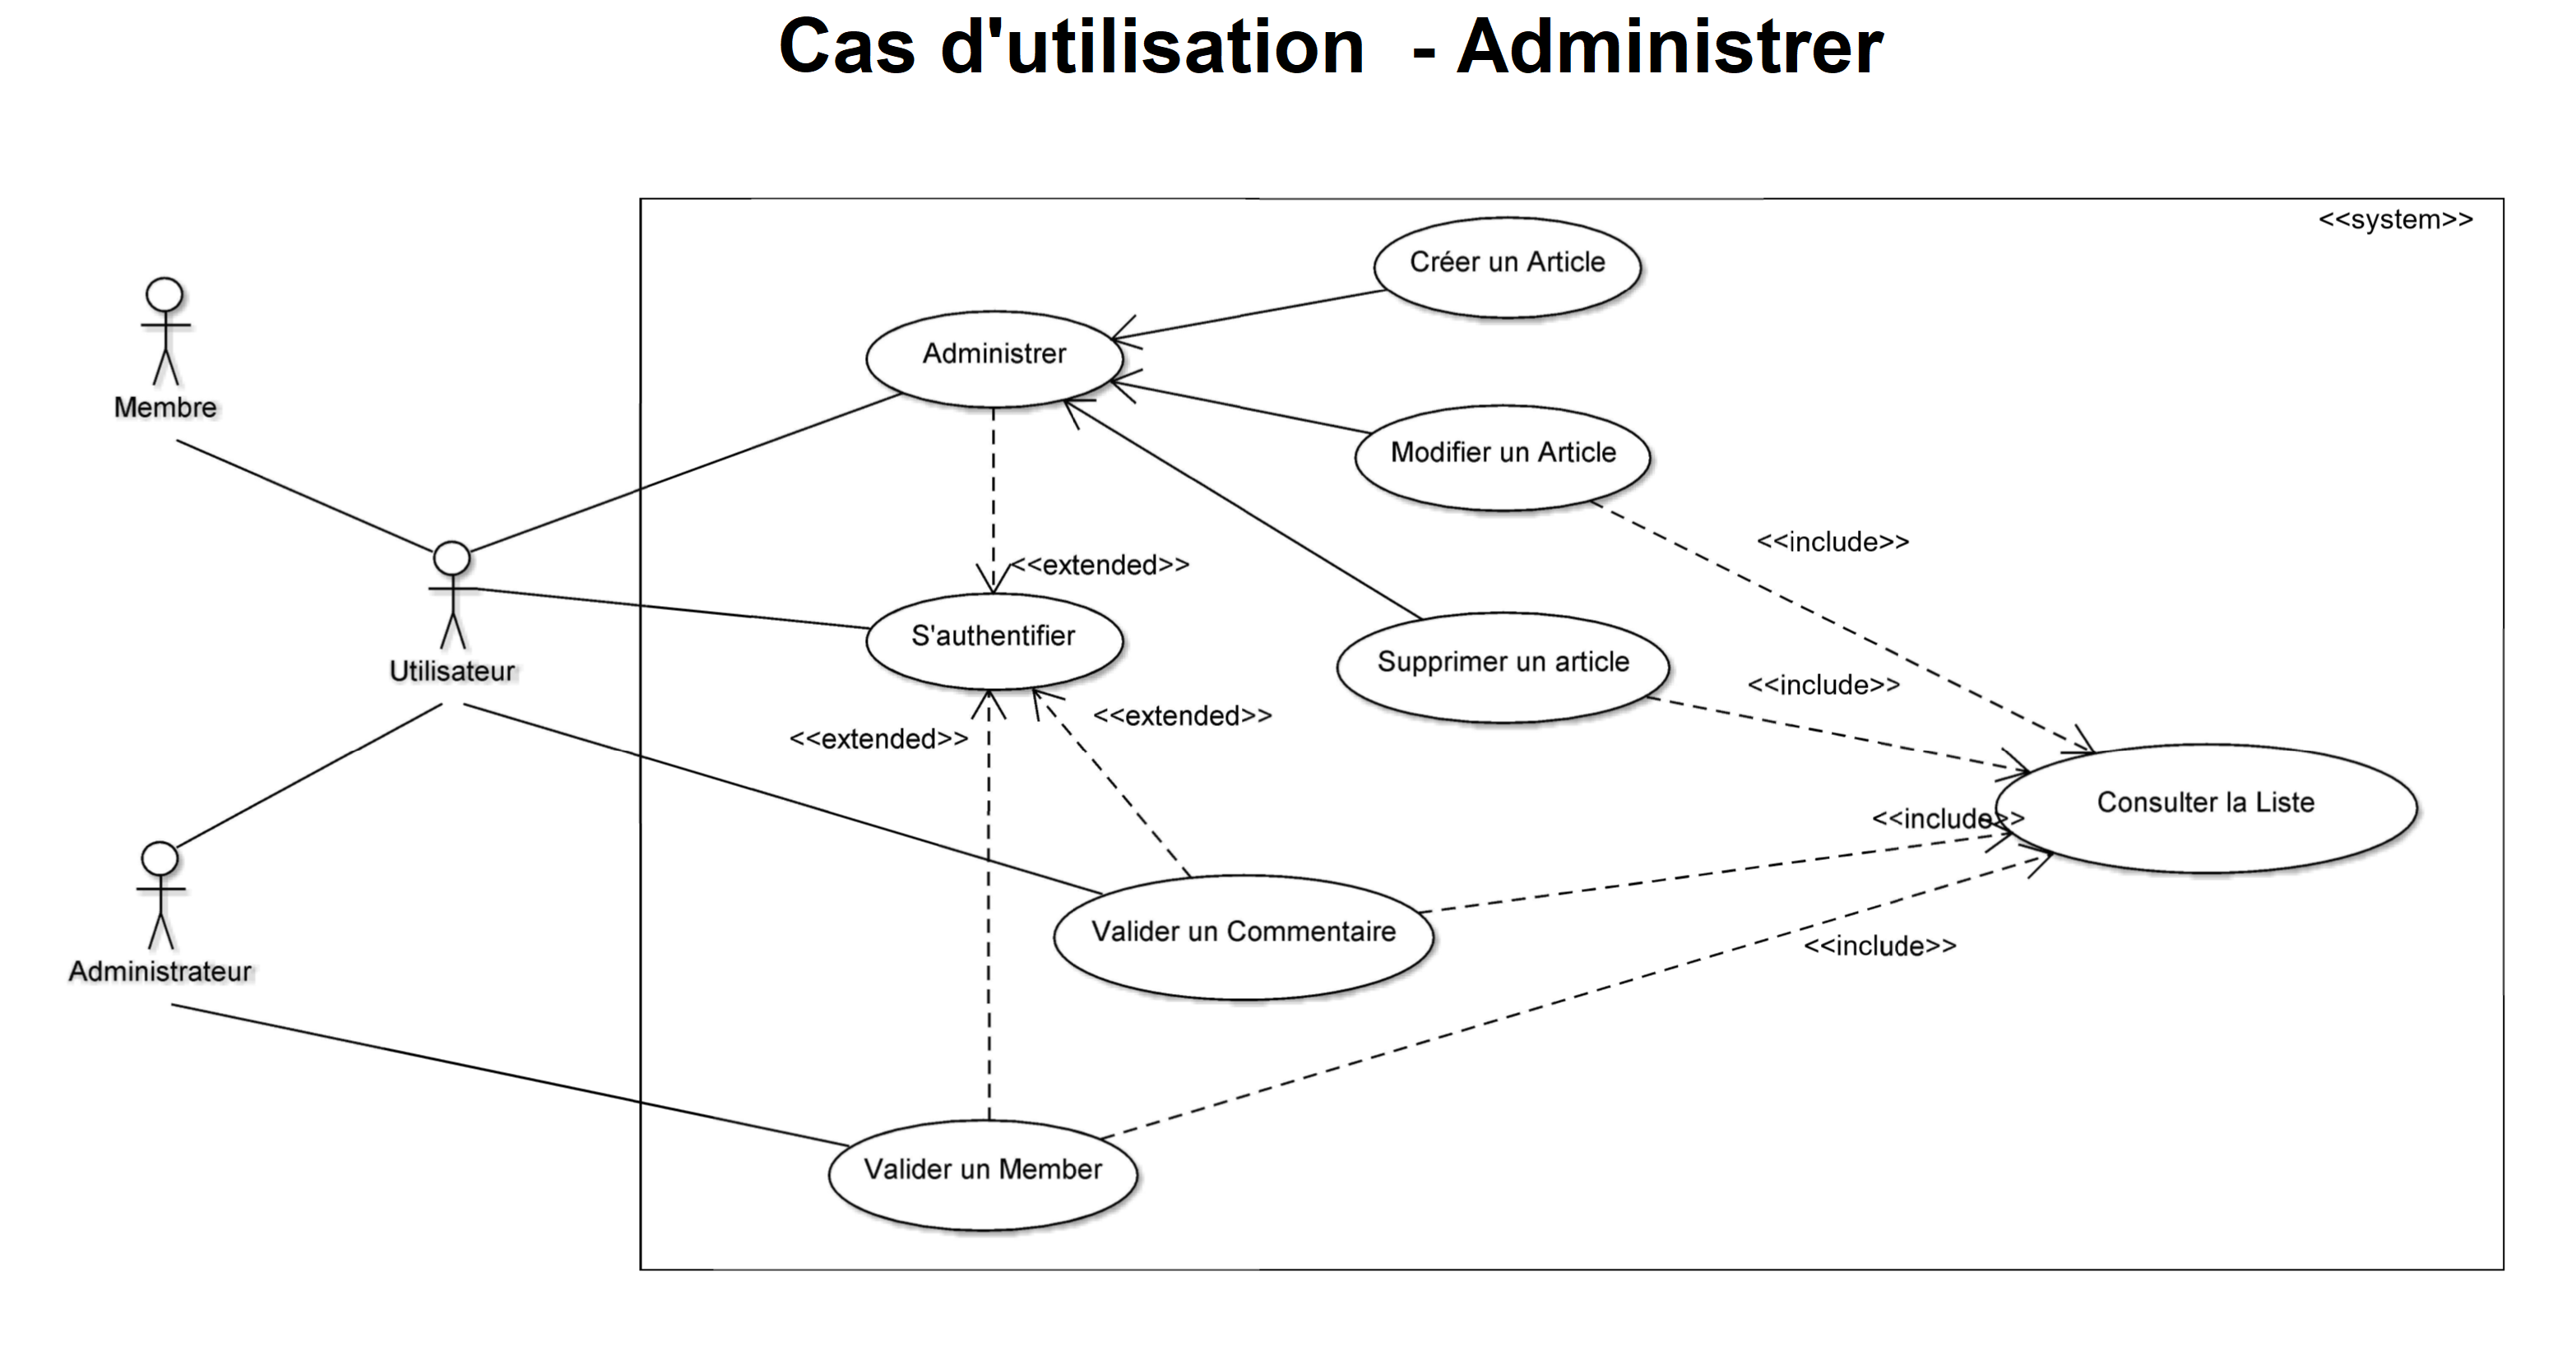 Cas d'utilisation  - Administrer
<<system>>
Créer un Article
Administrer
Membre
Modifier un Article
<<include>>
<<extended>>
S'authentifier
Supprimer un article
Utilisateur
<<include>>
<<extended>>
<<extended>>
Consulter la Liste
<<include>>
Valider un Commentaire
<<include>>
Administrateur
Valider un Member